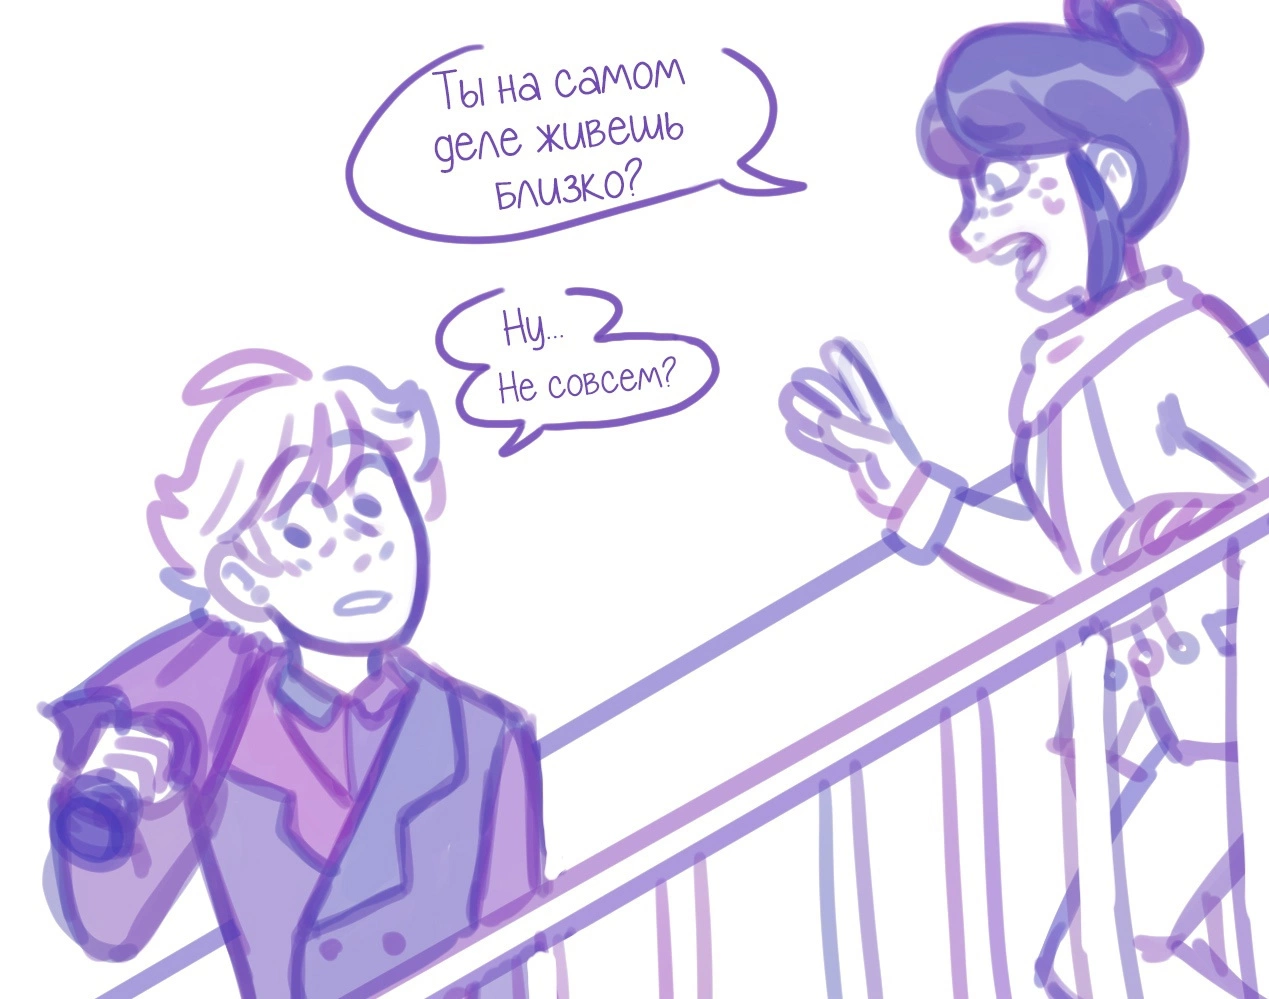 Ты на самом
деле живешь
близко?
Ну...
Не совсем?